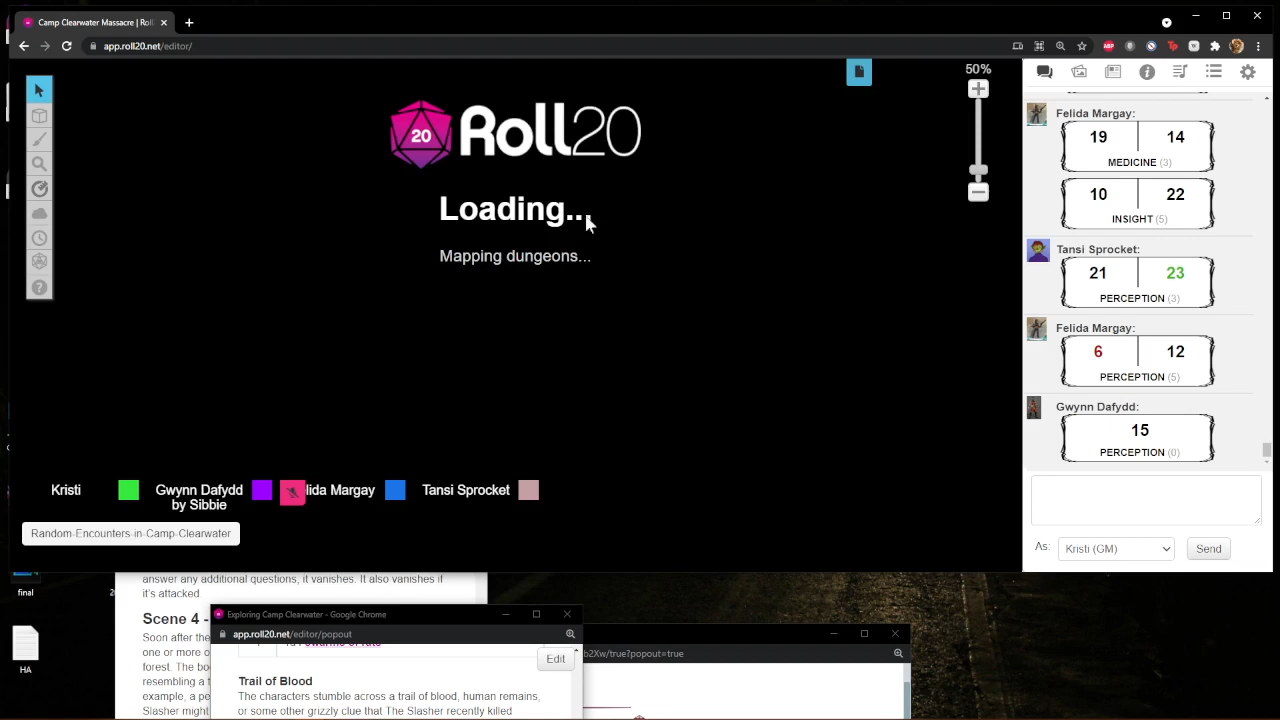 Camp Clearwater Massacre | Roll
app.roll20.net/editor/
50%
20
Roll20
Loading...
Mapping dungeons...
Kristi
Gwynn Dafydd
by Sibbie
lida Margay
Tansi Sprocket
Random-Encounters-in-Camp-Clearwater
Felida Margay:
19 14
MEDICINE (3)
10 22
INSIGHT (5)
Tansi Sprocket:
21 23
PERCEPTION (3)
Felida Margay:
6 12
PERCEPTION (5)
Gwynn Dafydd:
15
PERCEPTION (0)
As: Kristi (GM) Send
final
HA
answer any additional questions, it vanishes. It also vanishes if
it's attacked
Scene 4 -
Soon after the
one or more o
forest. The bo
resembling a
example, a pe
Slasher might
Exploring Camp Clearwater - Google Chrome
app.roll20.net/editor/popout
Edit
Trail of Blood
The characters stumble across a trail of blood, human remains,
or some other grizzly clue that The Slasher recently killed
b2Xw/true?popout=true